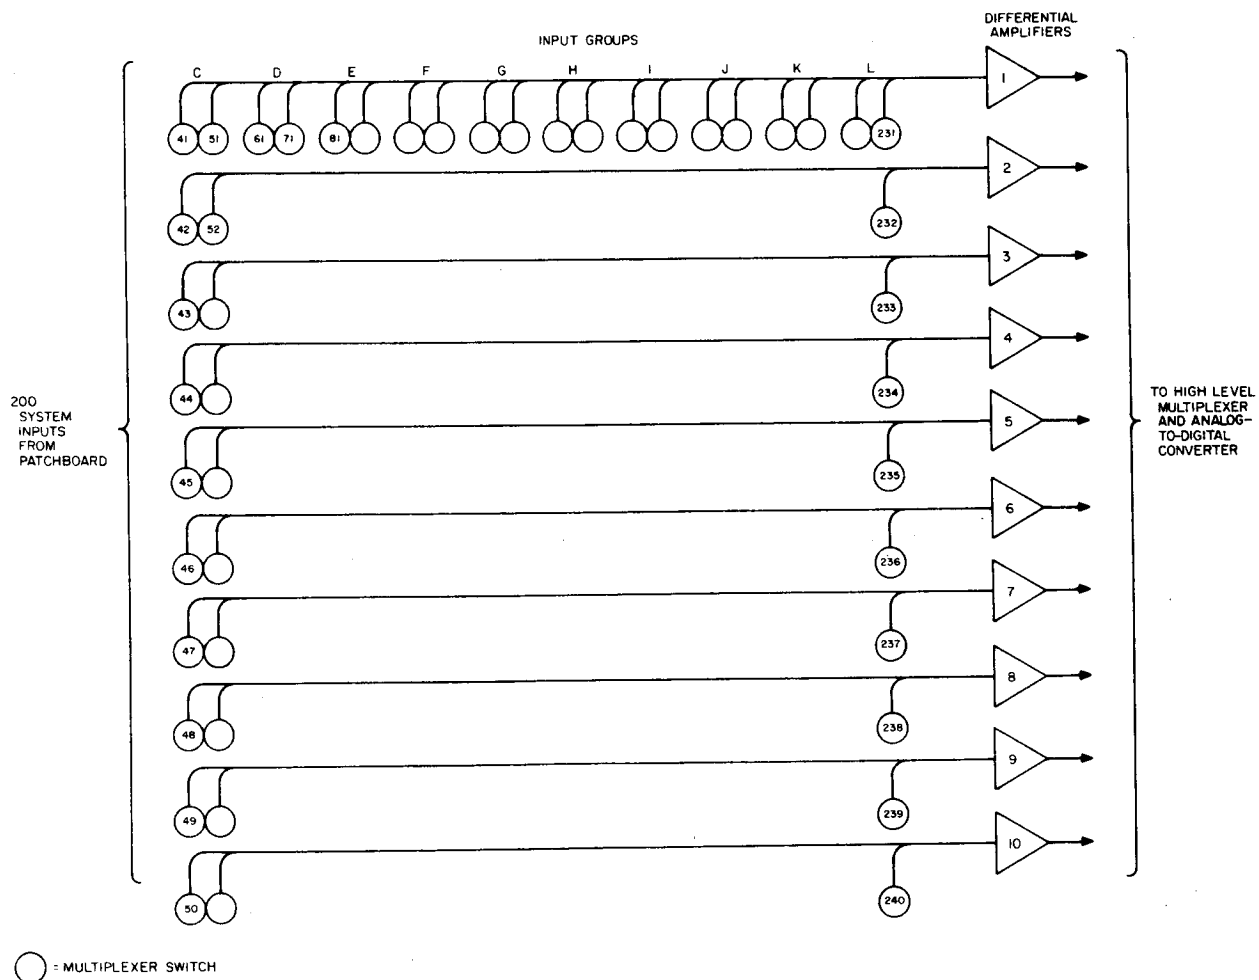 DIFFERENTIAL
AMPLIFIERS
INPUT GROUPS
C D E F G H I J K L
1
41 51 61 71 81 231
2
42 52 232
3
43 233
4
44 234
200
SYSTEM
INPUTS
FROM
PATCHBOARD
TO HIGH LEVEL
MULTIPLEXER
AND ANALOG-
TO-DIGITAL
CONVERTER
5
45 235
6
46 236
7
47 237
8
48 238
9
49 239
10
50 240
= MULTIPLEXER SWITCH